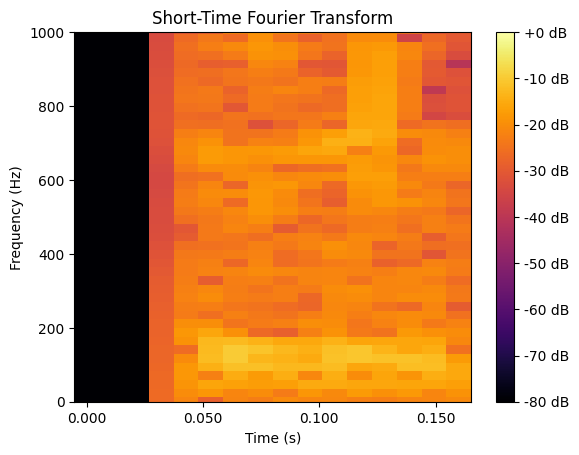 Short-Time Fourier Transform
Frequency (Hz)
1000
800
600
400
200
0
0.000
0.050
0.100
0.150
Time (s)
+0 dB
-10 dB
-20 dB
-30 dB
-40 dB
-50 dB
-60 dB
-70 dB
-80 dB